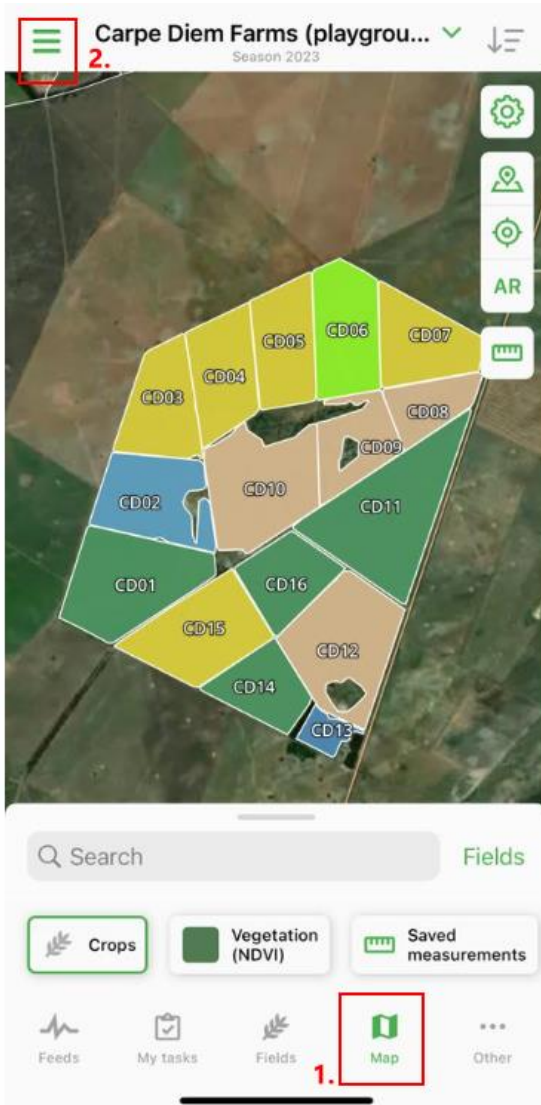 Carpe Diem Farms (playgrou...
2.
Season 2023
AR
CD06
CD07
CD05
CD04
CD03
CD08
CD09
CD10
CD02
CD11
CD01
CD16
CD15
CD12
CD14
CD13
Search
Fields
Crops
Vegetation
(NDVI)
Saved
measurements
Feeds
My tasks
Fields
1.
Map
Other